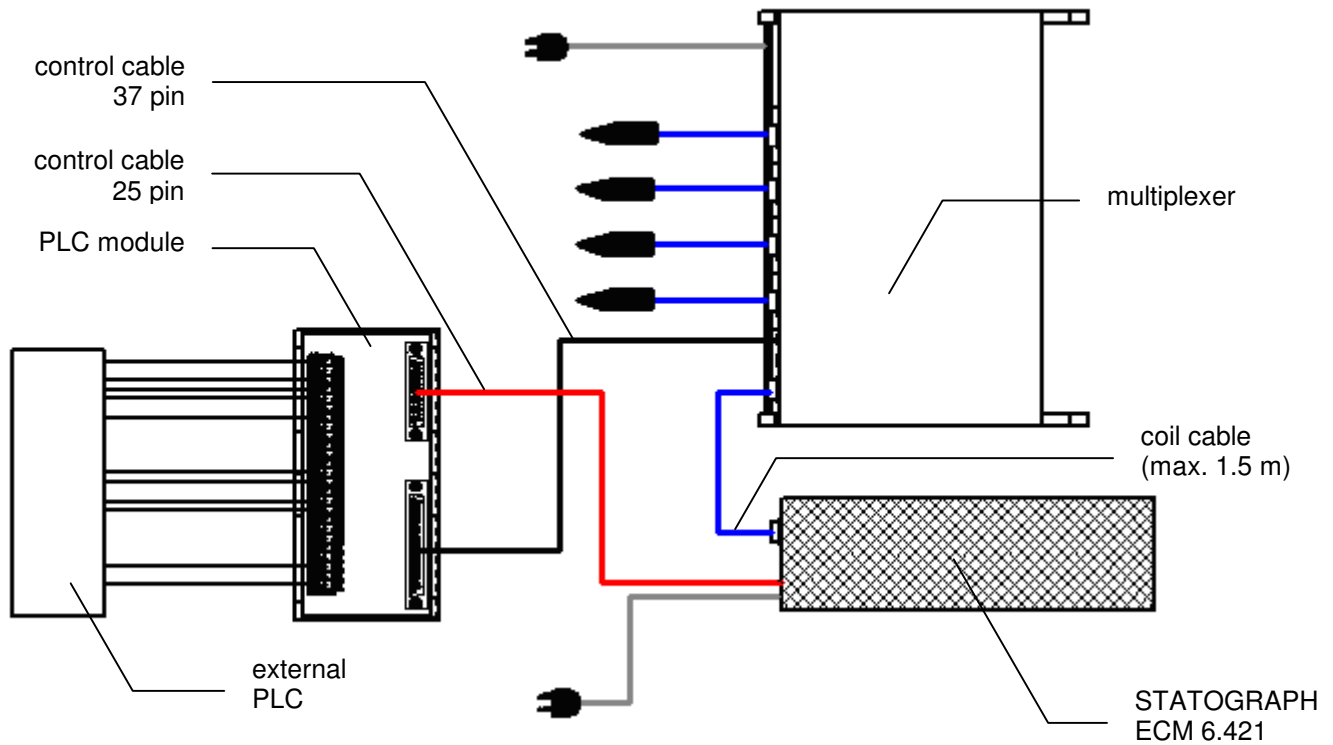 control cable
37 pin
control cable
25 pin
PLC module
multiplexer
coil cable
(max. 1.5 m)
external
PLC
STATOGRAPH
ECM 6.421